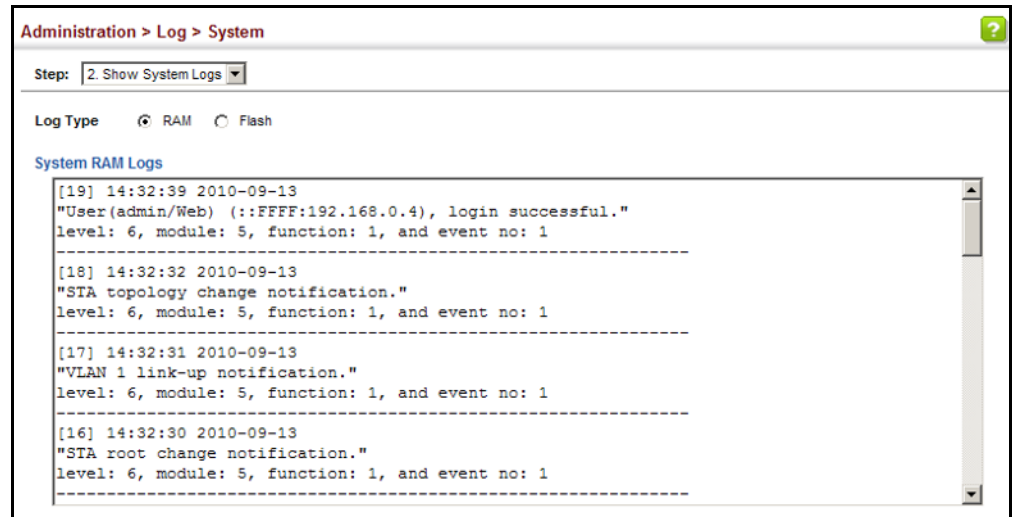 Administration > Log > System
?
Step: 2. Show System Logs
Log Type RAM Flash
System RAM Logs
[19] 14:32:39 2010-09-13
"User(admin/Web) (::FFFF:192.168.0.4), login successful."
level: 6, module: 5, function: 1, and event no: 1
----------------------------------------------------------------
[18] 14:32:32 2010-09-13
"STA topology change notification."
level: 6, module: 5, function: 1, and event no: 1
----------------------------------------------------------------
[17] 14:32:31 2010-09-13
"VLAN 1 link-up notification."
level: 6, module: 5, function: 1, and event no: 1
----------------------------------------------------------------
[16] 14:32:30 2010-09-13
"STA root change notification."
level: 6, module: 5, function: 1, and event no: 1
----------------------------------------------------------------